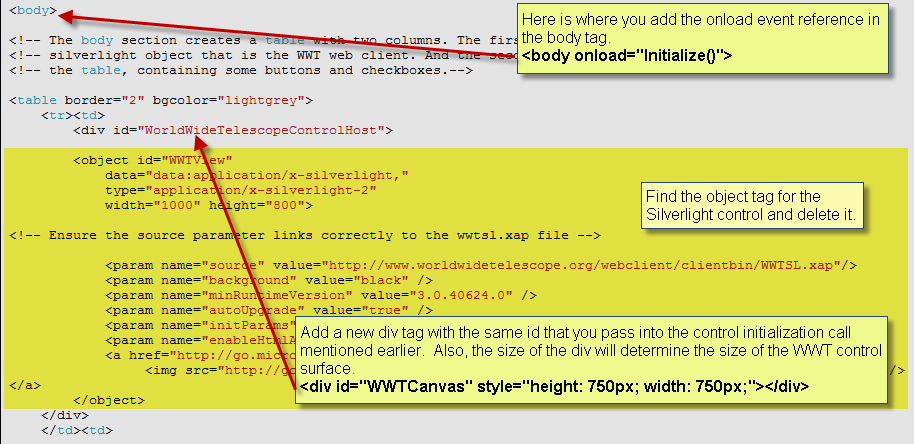 <body>
Here is where you add the onload event reference in
the body tag.
<body onload="Initialize()">
<!-- The body section creates a table with two columns. The firs
<!-- silverlight object that is the WWT web client. And the sec
<!-- the table, containing some buttons and checkboxes.-->
<table border="2" bgcolor="lightgrey">
<tr><td>
<div id="WorldWideTelescopeControlHost">
<object id="WWTView"
data="data:application/x-silverlight,"
type="application/x-silverlight-2"
width="1000" height="800">
Find the object tag for the
Silverlight control and delete it.
<!-- Ensure the source parameter links correctly to the wwtsl.xap file -->
<param name="source" value="http://www.worldwidetelescope.org/webclient/clientbin/WWTSL.xap"/>
<param name="background" value="black" />
<param name="minRuntimeVersion" value="3.0.40624.0" />
<param name="autoUpgrade" value="true" />
<param name="initParams"
<param name="enableHtmlA
<a href="http://go.micro
<img src="http://go
/>
</a>
Add a new div tag with the same id that you pass into the control initialization call
mentioned earlier. Also, the size of the div will determine the size of the WWT control
surface.
<div id="WWTCanvas" style="height: 750px; width: 750px;"></div>
</object>
</div>
</td><td>